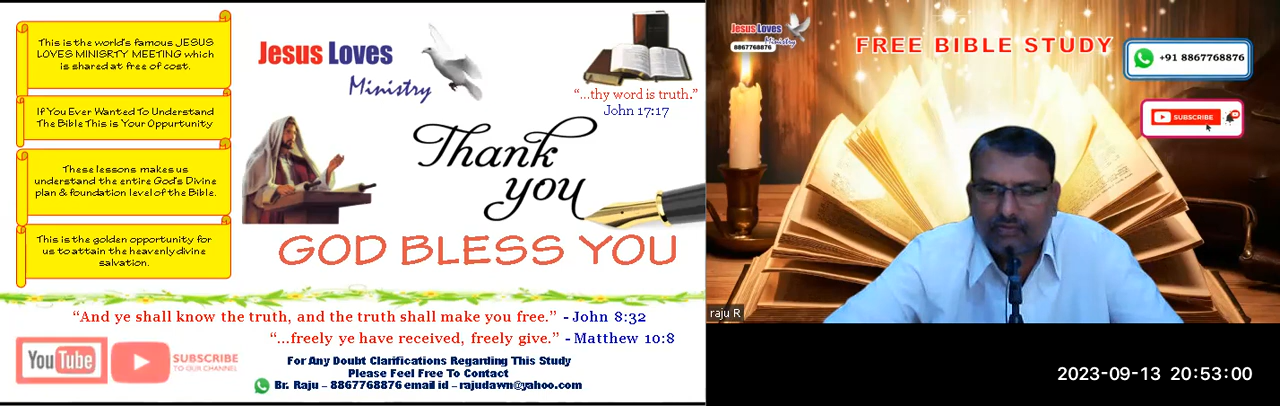 This is the world's famous JESUS
LOVES MINISRTY MEETING which
is shared at free of cost.
If You Ever Wanted To Understand
The Bible This is Your Oppurtunity
These lessons makes us
understand the entire God's Divine
plan & foundation level of the Bible.
This is the golden opportunity for
us to attain the heavenly divine
salvation.
Jesus Loves
Ministry
“...thy word is truth.”
John 17:17
Thank
you
GOD BLESS YOU
“And ye shall know the truth, and the truth shall make you free.” - John 8:32
“...freely ye have received, freely give.” - Matthew 10:8
You Tube
SUBSCRIBE
TO OUR CHANNEL
For Any Doubt Clarifications Regarding This Study
Please Feel Free To Contact
Br. Raju - 8867768876 email id - rajudawn@yahoo.com
Jesus Loves
Ministry
8867768876
FREE BIBLE STUDY
+91 8867768876
SUBSCRIBE
raju R
2023-09-13 20:53:00